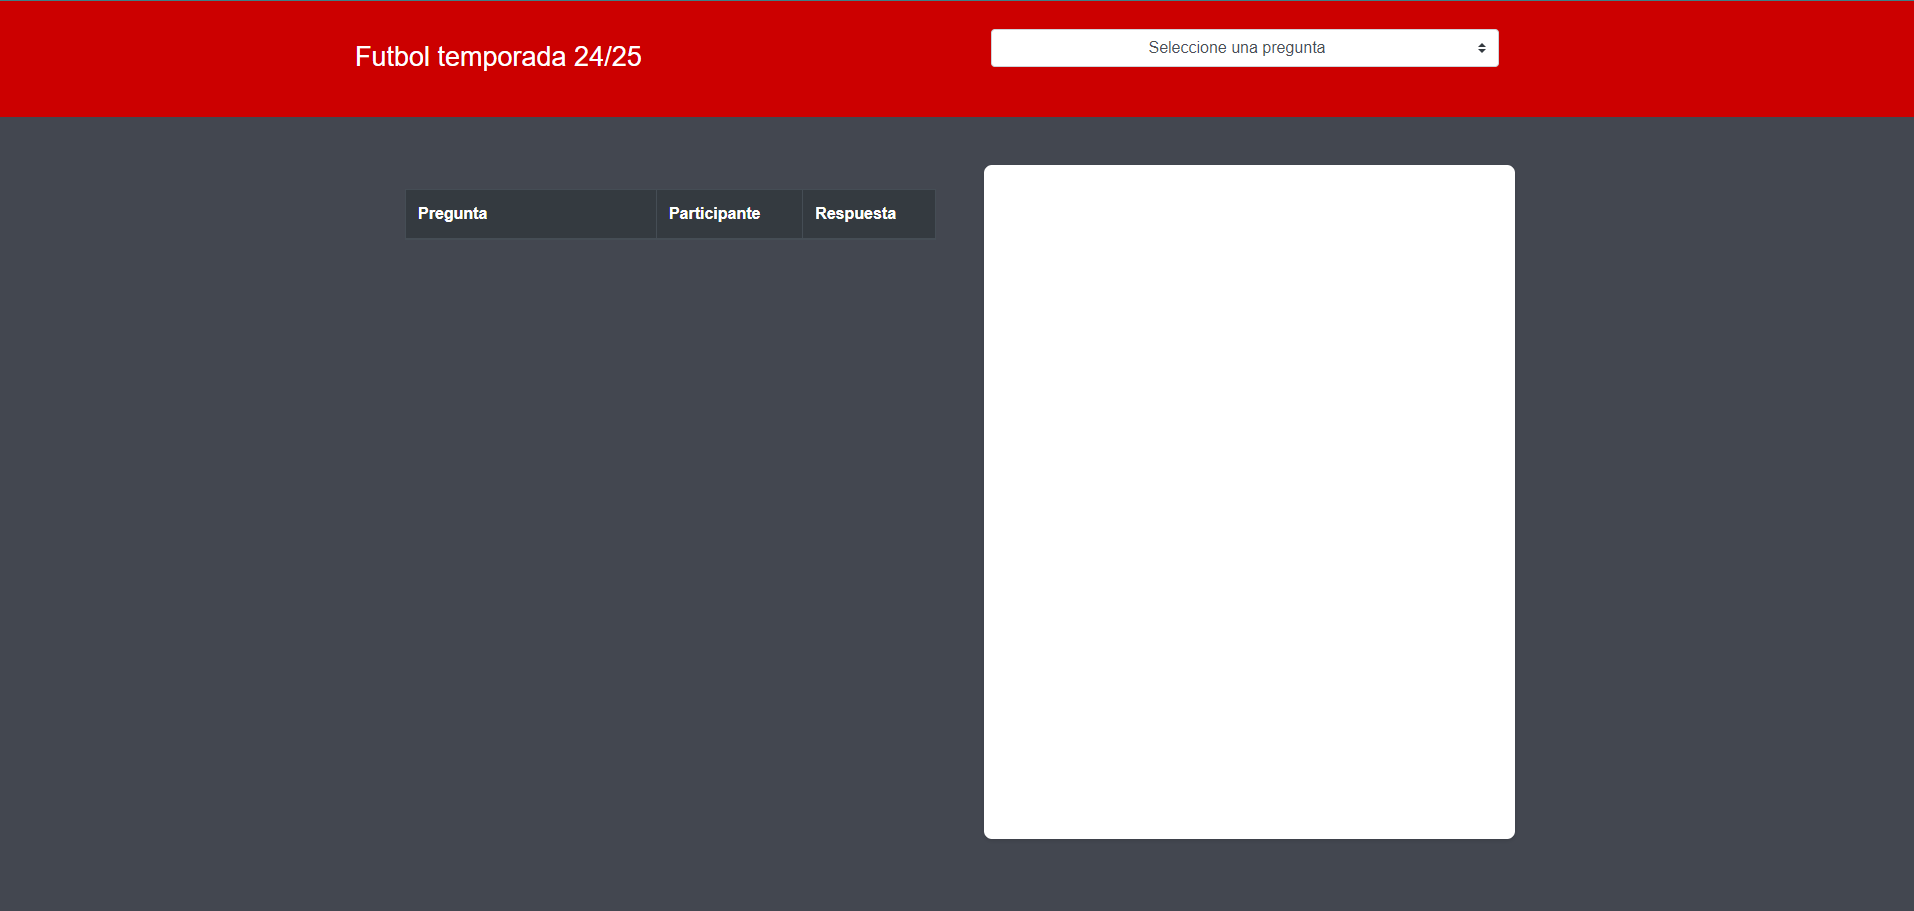 Futbol temporada 24/25
Seleccione una pregunta
Pregunta Participante Respuesta